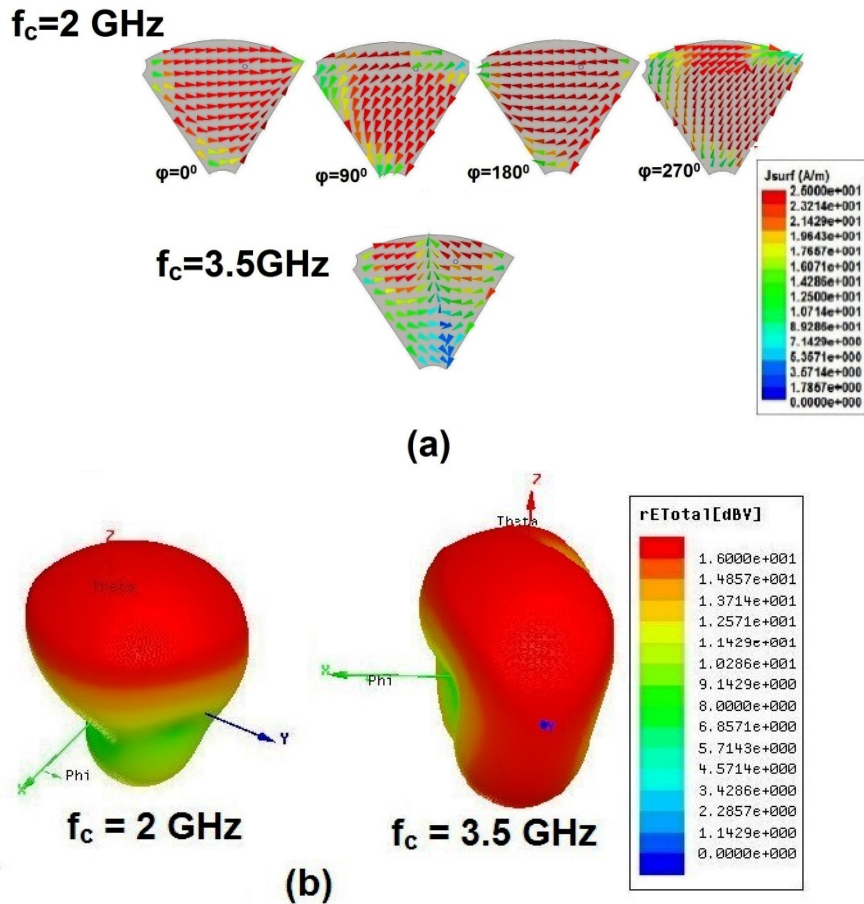 fc=2 GHz
φ=0⁰ φ=90⁰ φ=180⁰ φ=270⁰
Jsurf (A/m)
2.5000e+001
2.3214e+001
2.1429e+001
1.9643e+001
1.7857e+001
1.6071e+001
1.4286e+001
1.2500e+001
1.0714e+001
8.9286e+000
7.1429e+000
5.3571e+000
3.5714e+000
1.7857e+000
0.0000e+000
fc=3.5GHz
(a)
Z
Theta
X
Phi
Y
fc = 2 GHz
Z
Theta
X
Phi
Y
fc = 3.5 GHz
rETotal[dBV]
1.6000e+001
1.4857e+001
1.3714e+001
1.2571e+001
1.1429e+001
1.0286e+001
9.1429e+000
8.0000e+000
6.8571e+000
5.7143e+000
4.5714e+000
3.4286e+000
2.2857e+000
1.1429e+000
0.0000e+000
(b)